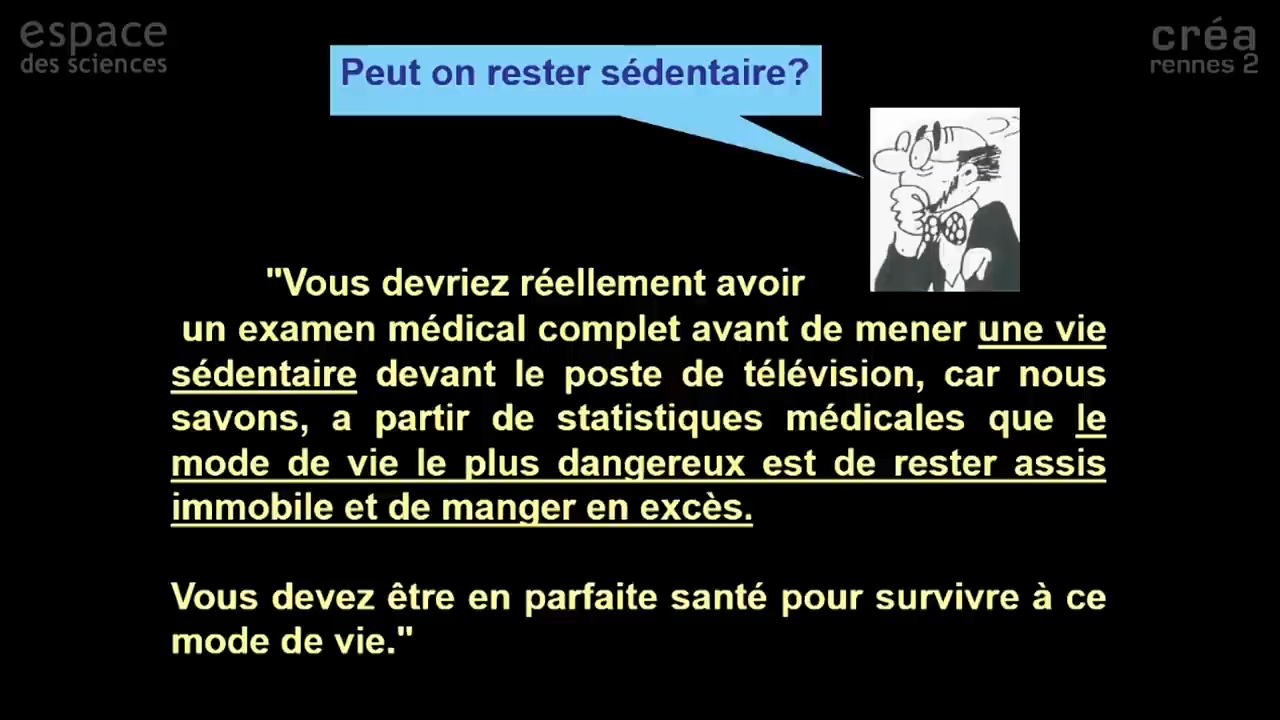 espace
des sciences
créa
rennes 2
Peut on rester sédentaire?
"Vous devriez réellement avoir
un examen médical complet avant de mener une vie
sédentaire devant le poste de télévision, car nous
savons, a partir de statistiques médicales que le
mode de vie le plus dangereux est de rester assis
immobile et de manger en excès.
Vous devez être en parfaite santé pour survivre à ce
mode de vie."